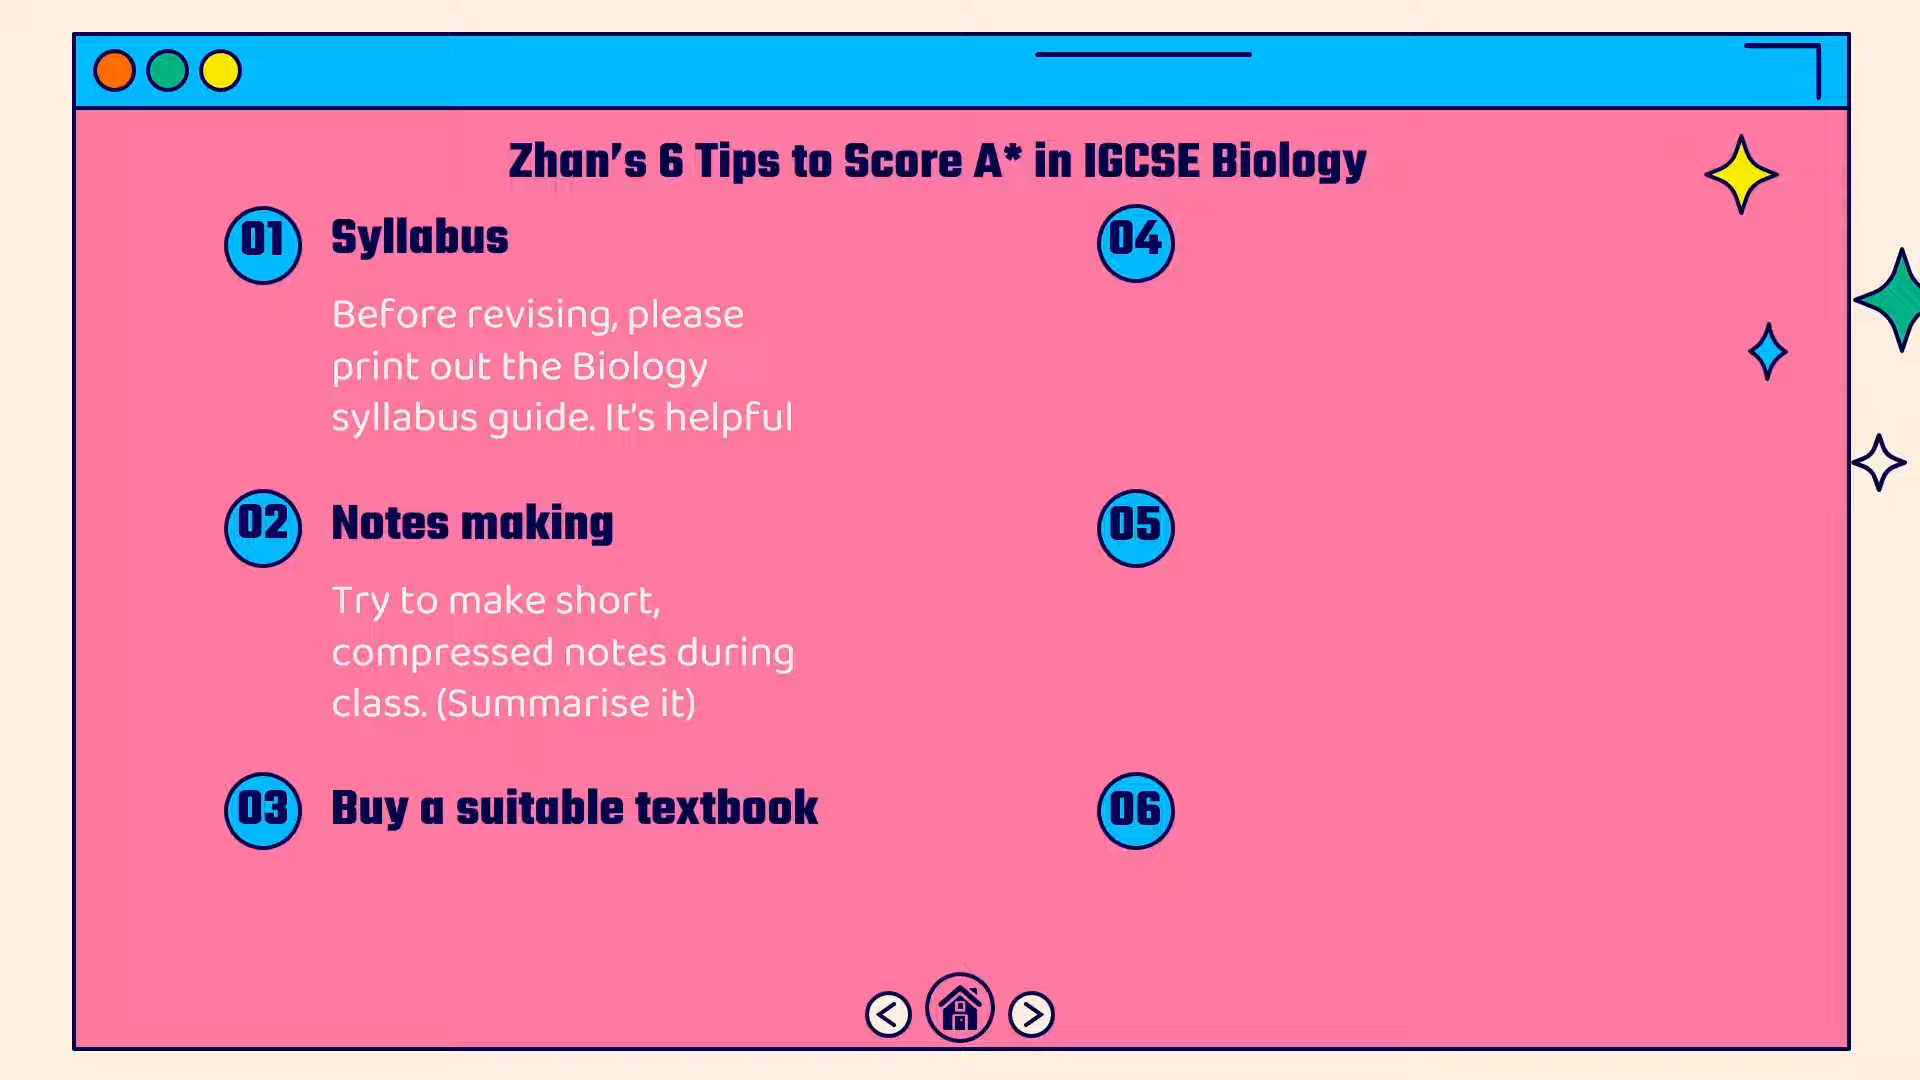 Zhan's 6 Tips to Score A* in IGCSE Biology
01 Syllabus
Before revising, please
print out the Biology
syllabus guide. It's helpful
02 Notes making
Try to make short,
compressed notes during
class. (Summarise it)
03 Buy a suitable textbook
04
05
06